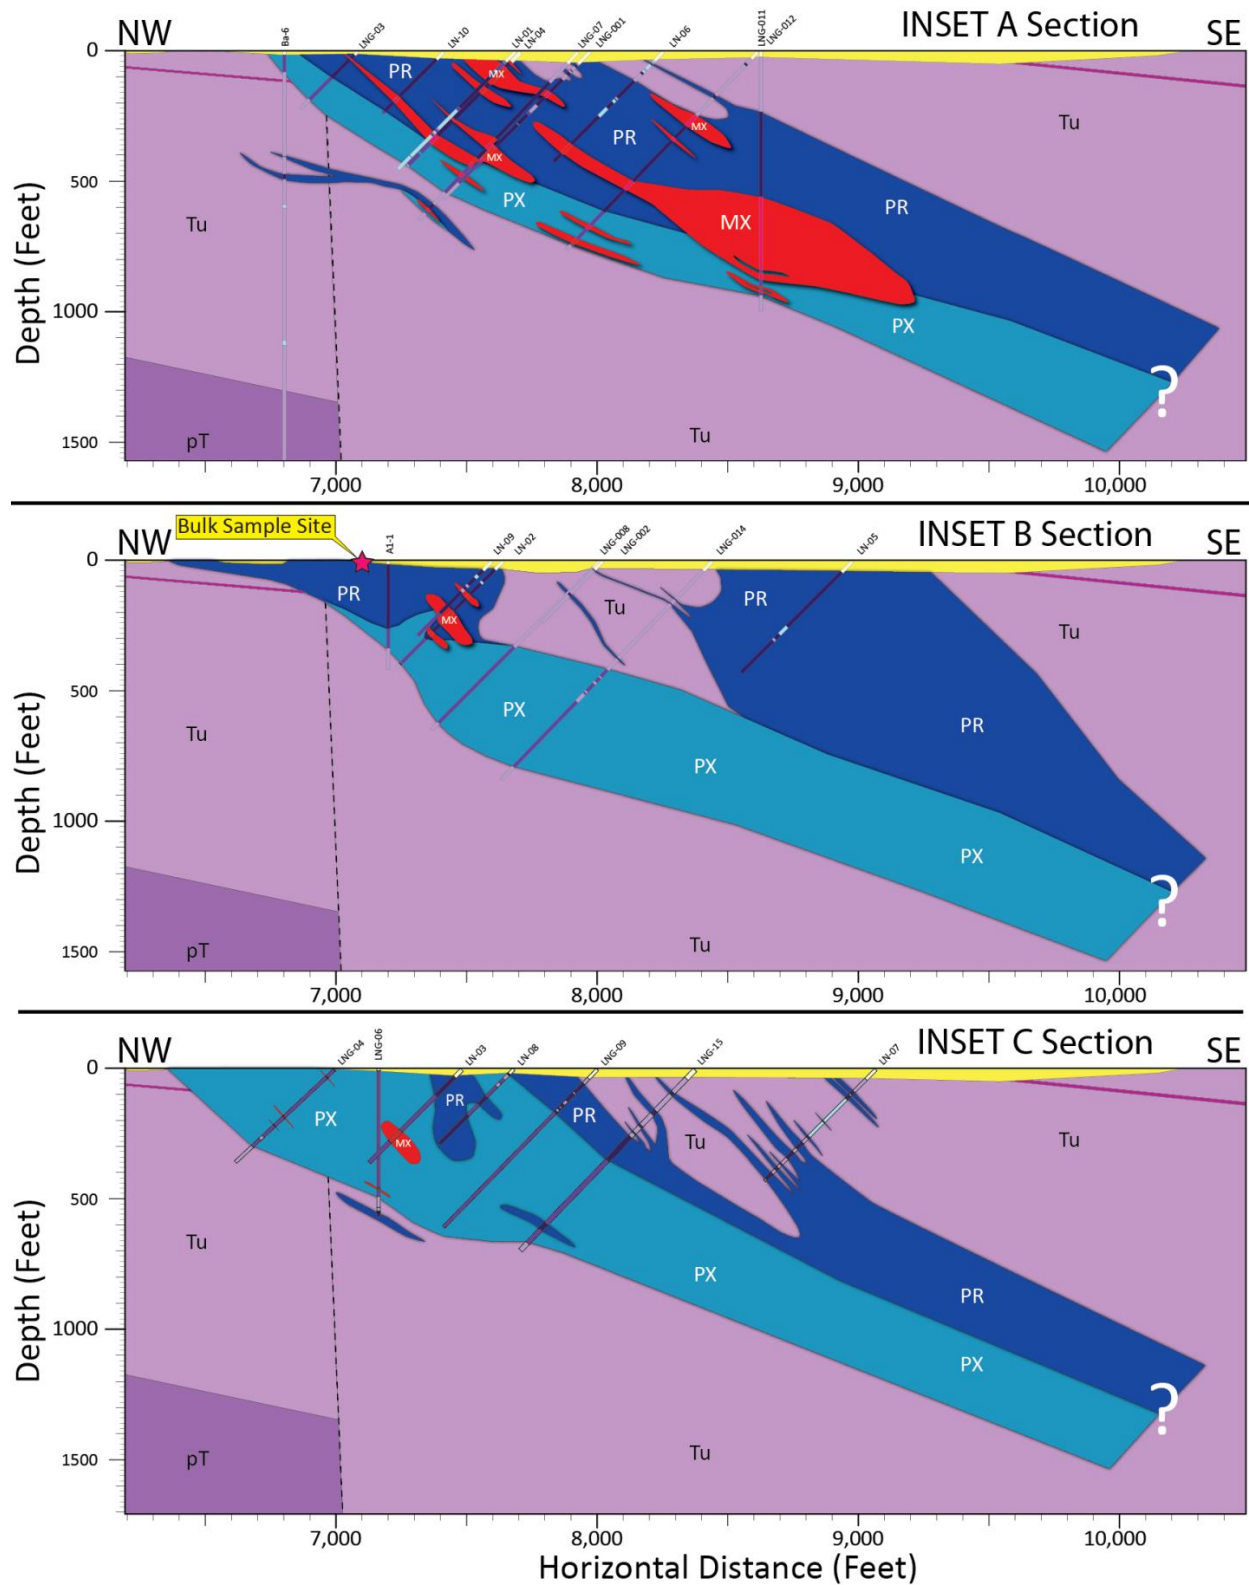 NW
INSET A Section
SE
Ba-6
LNG-03
LN-10
LN-01
LN-04
LNG-07
LNG-001
LN-06
LNG-011
LNG-012
Depth (Feet)
0
500
1000
1500
PR
MX
Tu
PR
MX
MX
PX
PR
MX
Tu
PX
?
pT
Tu
7,000
8,000
9,000
10,000
Bulk Sample Site
NW
INSET B Section
SE
A1-1
LN-09
LN-02
LNG-008
LNG-002
LNG-014
LN-05
Depth (Feet)
0
500
1000
1500
PR
MX
Tu
PR
Tu
Tu
PX
PR
PX
PX
?
pT
Tu
7,000
8,000
9,000
10,000
NW
INSET C Section
SE
LNG-04
LNG-06
LN-03
LN-08
LNG-09
LNG-15
LN-07
Depth (Feet)
0
500
1000
1500
PX
MX
PR
PR
Tu
Tu
Tu
PX
PR
PX
?
pT
Tu
7,000
8,000
9,000
10,000
Horizontal Distance (Feet)